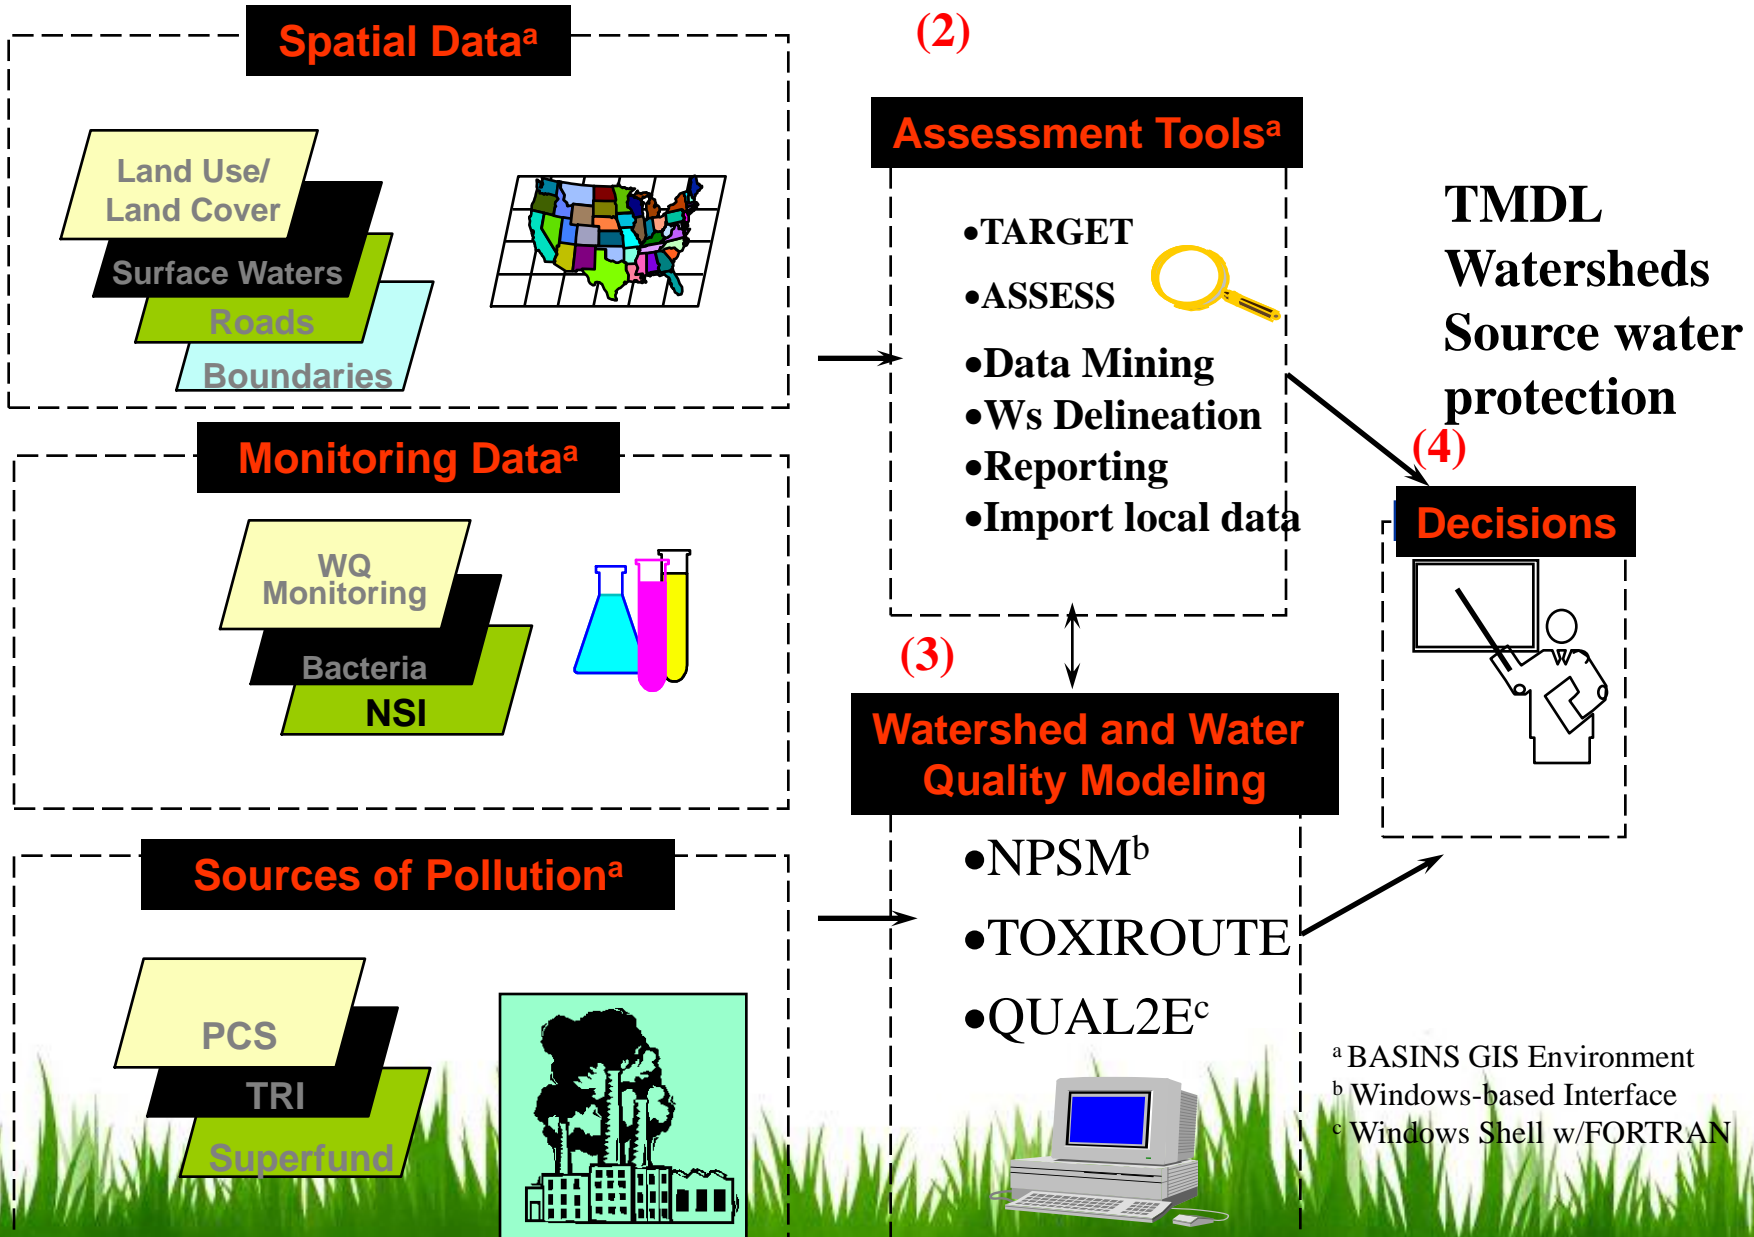 Spatial Dataᵃ
Land Use/
Land Cover
Surface Waters
Roads
Boundaries
Monitoring Dataᵃ
WQ
Monitoring
Bacteria
NSI
Sources of Pollutionᵃ
PCS
TRI
Superfund
(2)
Assessment Toolsᵃ
•TARGET
•ASSESS
•Data Mining
•Ws Delineation
•Reporting
•Import local data
(3)
Watershed and Water
Quality Modeling
•NPSMᵇ
•TOXIROUTE
•QUAL2Eᶜ
TMDL
Watersheds
Source water
protection
(4)
Decisions
ᵃ BASINS GIS Environment
ᵇ Windows-based Interface
ᶜ Windows Shell w/FORTRAN